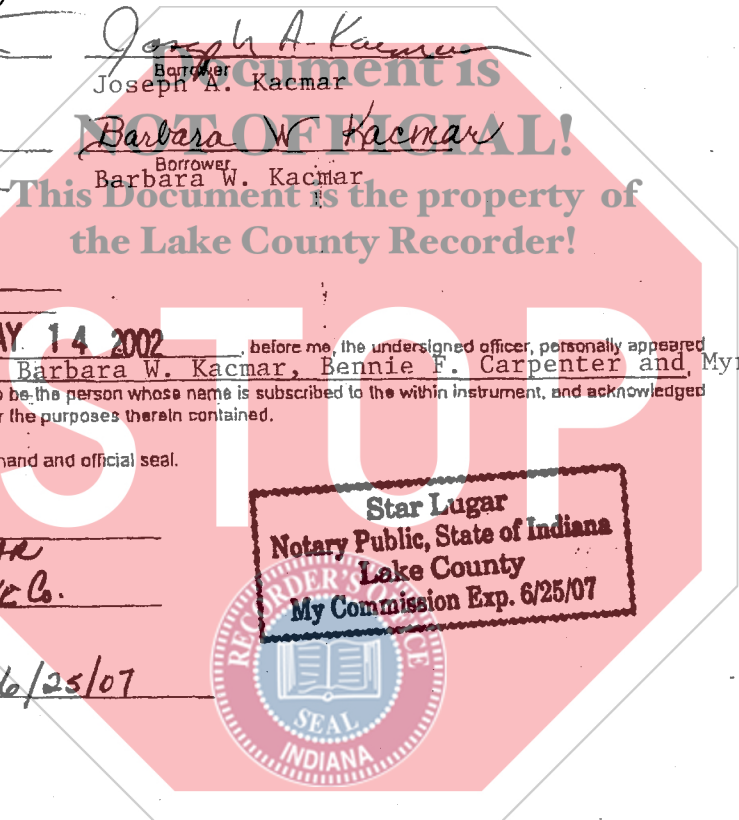 Joseph A. Kacmar
Borrower
Joseph A. Kacmar
Document is
NOT OFFICIAL!
Barbara W Kacmar
Borrower
Barbara W. Kacmar
This Document is the property of
the Lake County Recorder!
STOP
AY 14 2002, before me, the undersigned officer, personally appeared
Barbara W. Kacmar, Bennie F. Carpenter and Myr
be the person whose name is subscribed to the within instrument, and acknowledged
the purposes therein contained.
hand and official seal.
Star Lugar
Notary Public, State of Indiana
Lake County
My Commission Exp. 6/25/07
Co.
6/25/07
RECORDER'S OFFICE
SEAL
INDIANA